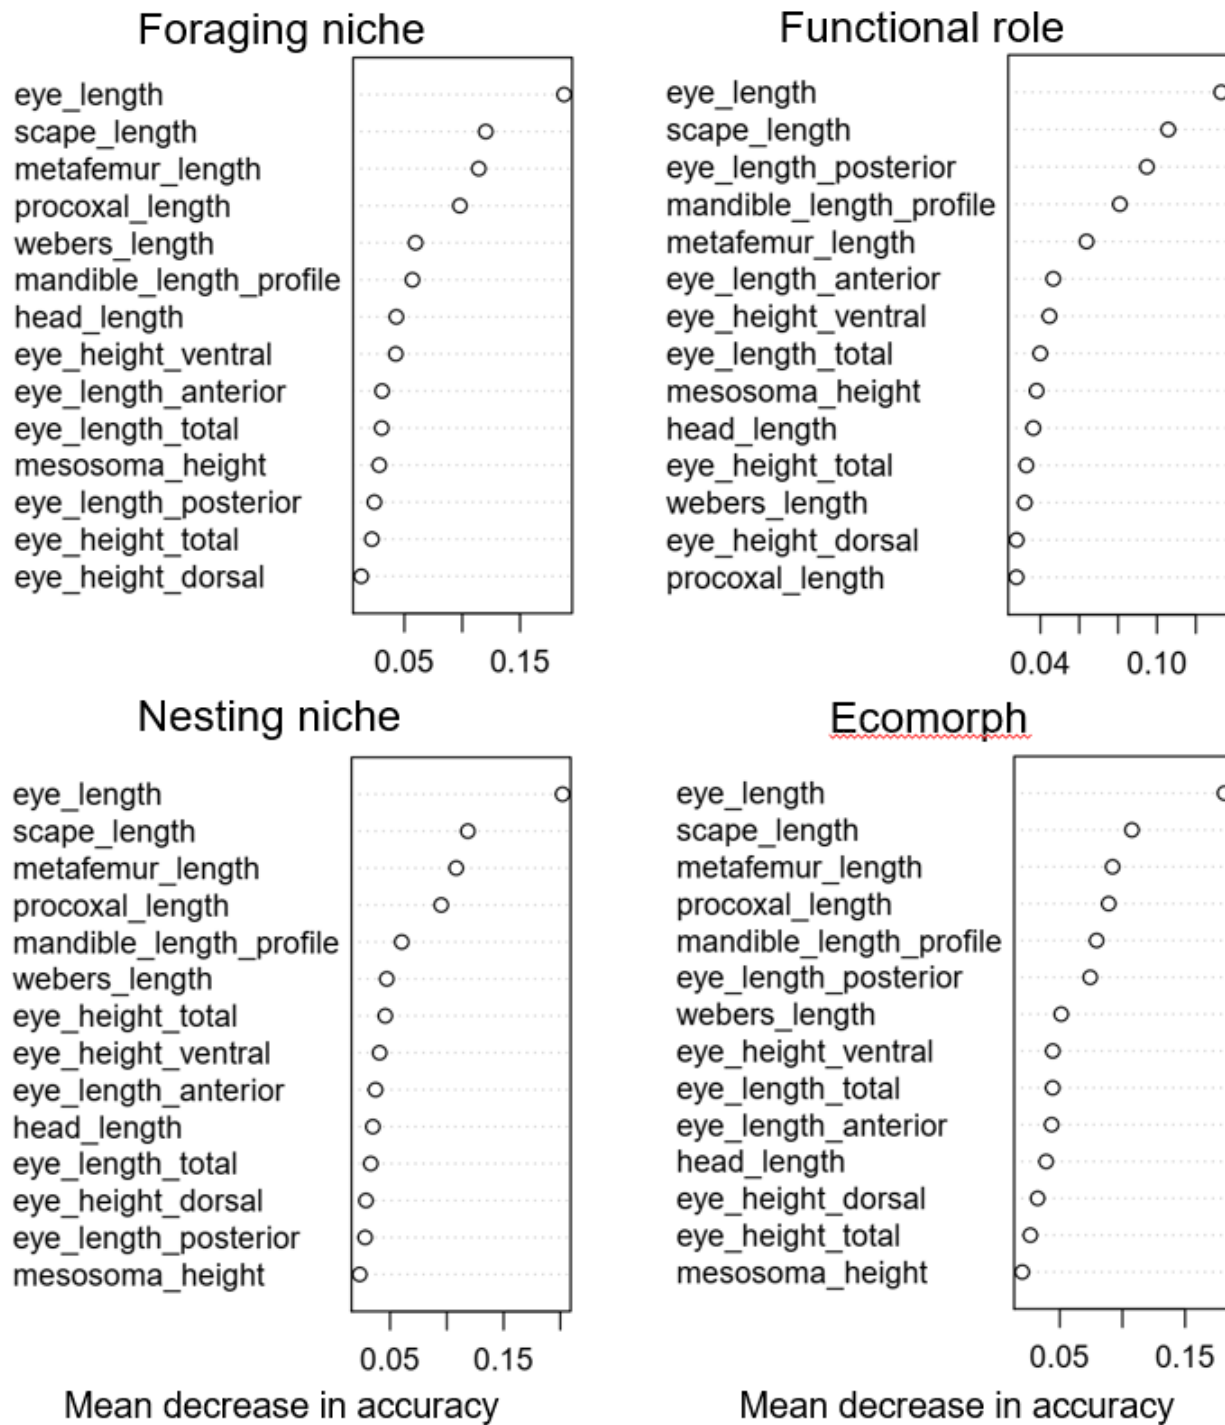 Foraging niche
eye_length
scape_length
metafemur_length
procoxal_length
webers_length
mandible_length_profile
head_length
eye_height_ventral
eye_length_anterior
eye_length_total
mesosoma_height
eye_length_posterior
eye_height_total
eye_height_dorsal
0.05 0.15
Functional role
eye_length
scape_length
eye_length_posterior
mandible_length_profile
metafemur_length
eye_length_anterior
eye_height_ventral
eye_length_total
mesosoma_height
head_length
eye_height_total
webers_length
eye_height_dorsal
procoxal_length
0.04 0.10
Nesting niche
eye_length
scape_length
metafemur_length
procoxal_length
mandible_length_profile
webers_length
eye_height_total
eye_height_ventral
eye_length_anterior
head_length
eye_length_total
eye_height_dorsal
eye_length_posterior
mesosoma_height
0.05 0.15
Mean decrease in accuracy
Ecomorph
eye_length
scape_length
metafemur_length
procoxal_length
mandible_length_profile
eye_length_posterior
webers_length
eye_height_ventral
eye_length_total
eye_length_anterior
head_length
eye_height_dorsal
eye_height_total
mesosoma_height
0.05 0.15
Mean decrease in accuracy